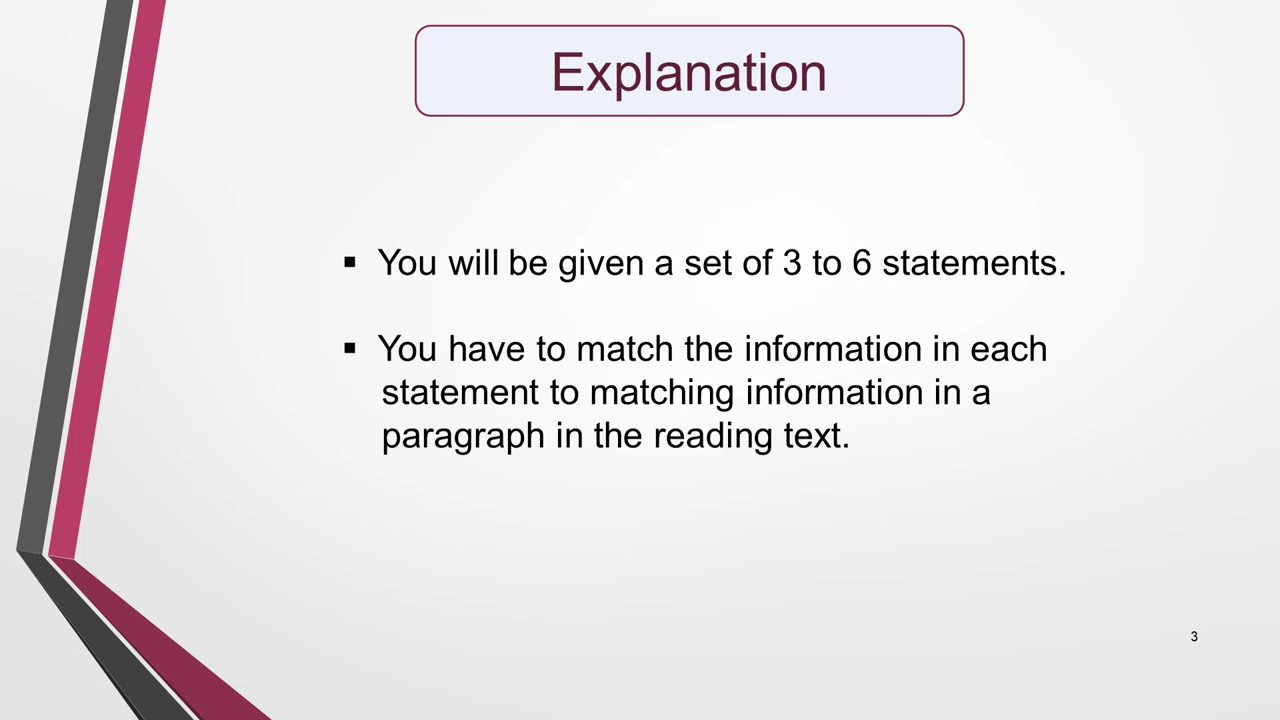 Explanation
▪ You will be given a set of 3 to 6 statements.
▪ You have to match the information in each
statement to matching information in a
paragraph in the reading text.
3